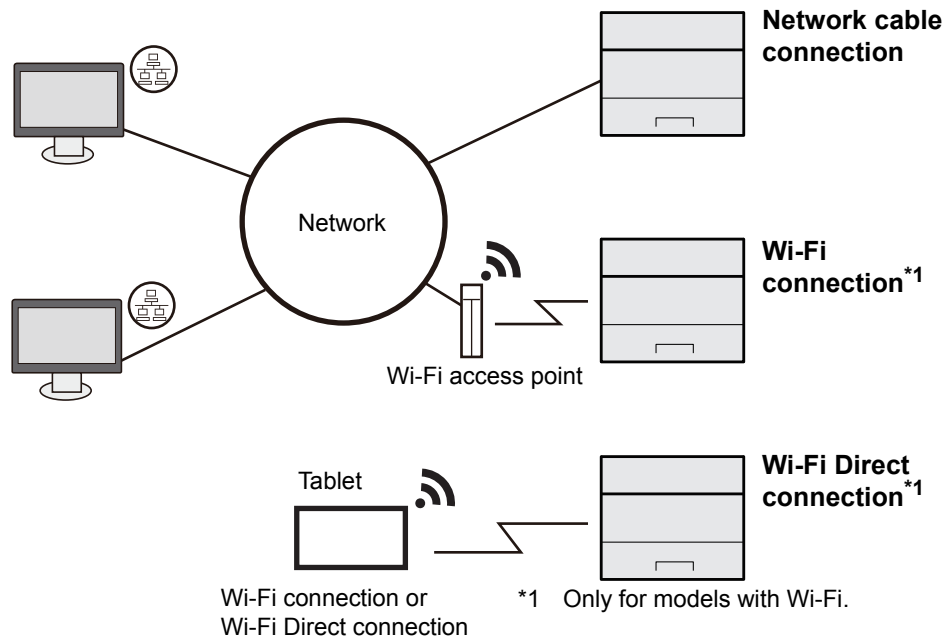 Network cable
connection
Network
Wi-Fi
connection*1
Wi-Fi access point
Wi-Fi Direct
connection*1
Tablet
Wi-Fi connection or
Wi-Fi Direct connection
*1 Only for models with Wi-Fi.